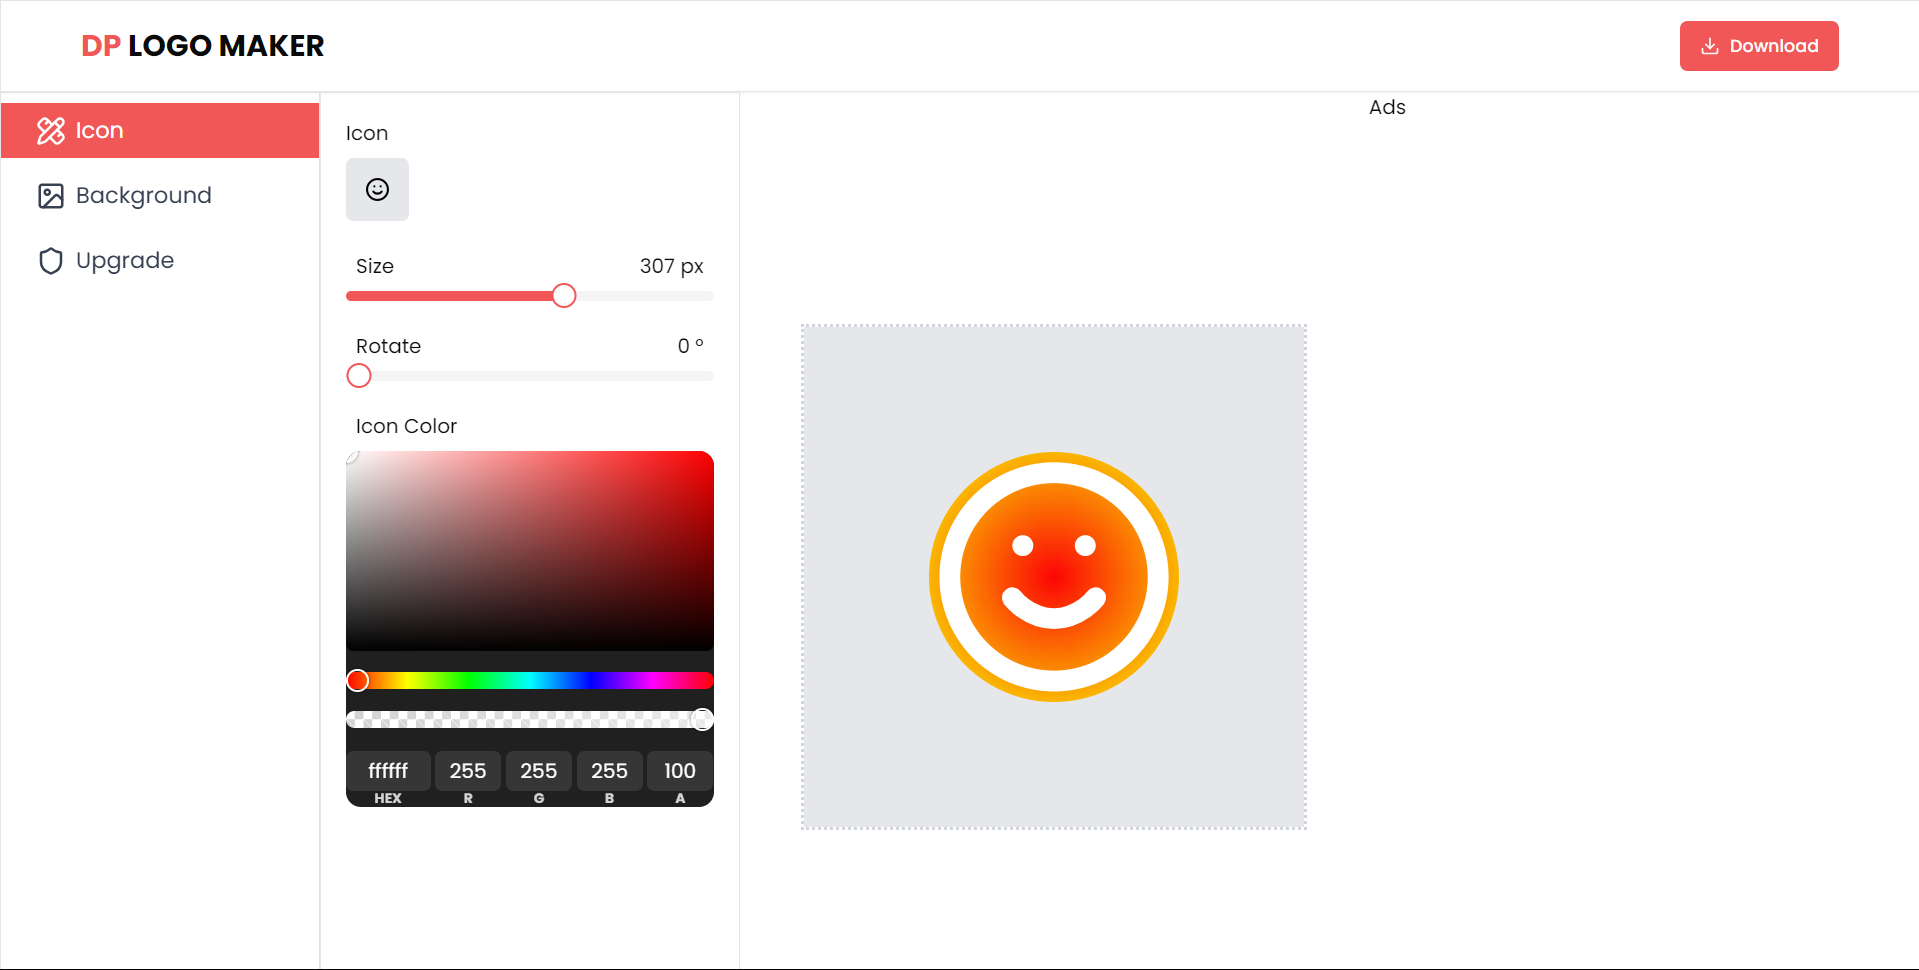 DP LOGO MAKER
Download
Icon
Background
Upgrade
Icon
Size 307 px
Rotate 0 °
Icon Color
ffffff 255 255 255 100
HEX R G B A
Ads